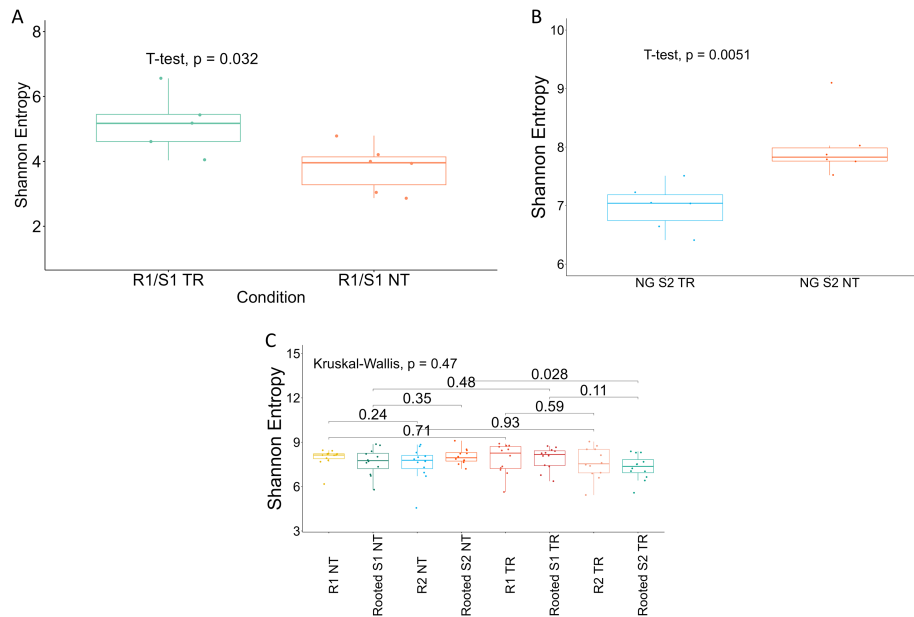 A
Shannon Entropy
8
6
4
2
T-test, p = 0.032
R1/S1 TR
R1/S1 NT
Condition
B
Shannon Entropy
10
9
8
7
6
T-test, p = 0.0051
NG S2 TR
NG S2 NT
C
Shannon Entropy
15
12
9
6
3
Kruskal-Wallis, p = 0.47
0.028
0.48
0.11
0.35
0.59
0.24
0.93
0.71
R1 NT
Rooted S1 NT
R2 NT
Rooted S2 NT
R1 TR
Rooted S1 TR
R2 TR
Rooted S2 TR